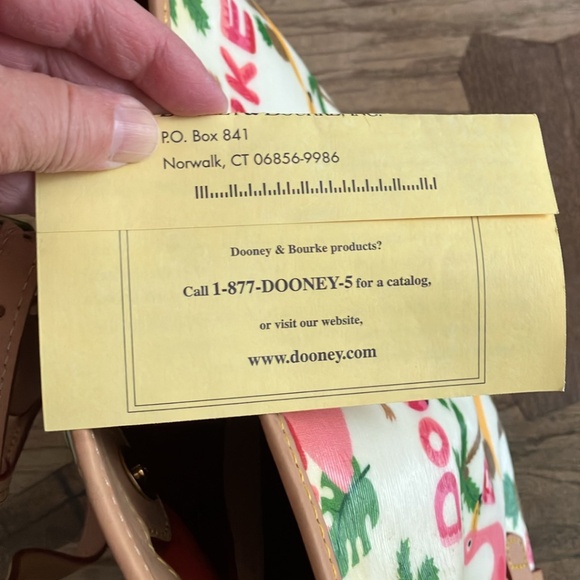 P.O. Box 841
Norwalk, CT 06856-9986
Dooney & Bourke products?
Call 1-877-DOONEY-5 for a catalog,
or visit our website,
www.dooney.com